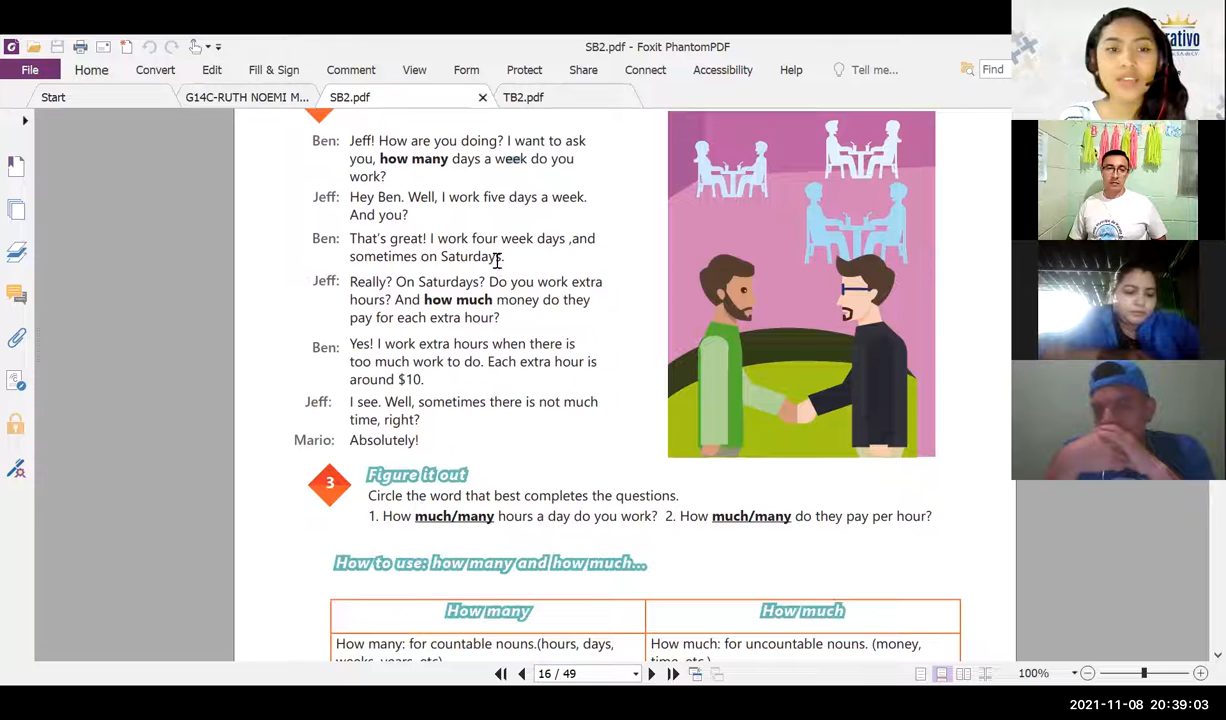 SB2.pdf - Foxit PhantomPDF
File Home Convert Edit Fill & Sign Comment View Form Protect Share Connect Accessibility Help Tell me... Find
Start G14C-RUTH NOEMI M... SB2.pdf TB2.pdf
Ben: Jeff! How are you doing? I want to ask
you, how many days a week do you
work?
Jeff: Hey Ben. Well, I work five days a week.
And you?
Ben: That's great! I work four week days ,and
sometimes on Saturdays.
Jeff: Really? On Saturdays? Do you work extra
hours? And how much money do they
pay for each extra hour?
Ben: Yes! I work extra hours when there is
too much work to do. Each extra hour is
around $10.
Jeff: I see. Well, sometimes there is not much
time, right?
Mario: Absolutely!
3 Figure it out
Circle the word that best completes the questions.
1. How much/many hours a day do you work? 2. How much/many do they pay per hour?
How to use: how many and how much...
How many How much
How many: for countable nouns.(hours, days, How much: for uncountable nouns. (money,
weeks, years, etc) time, etc.)
16 / 49 100%
2021-11-08 20:39:03